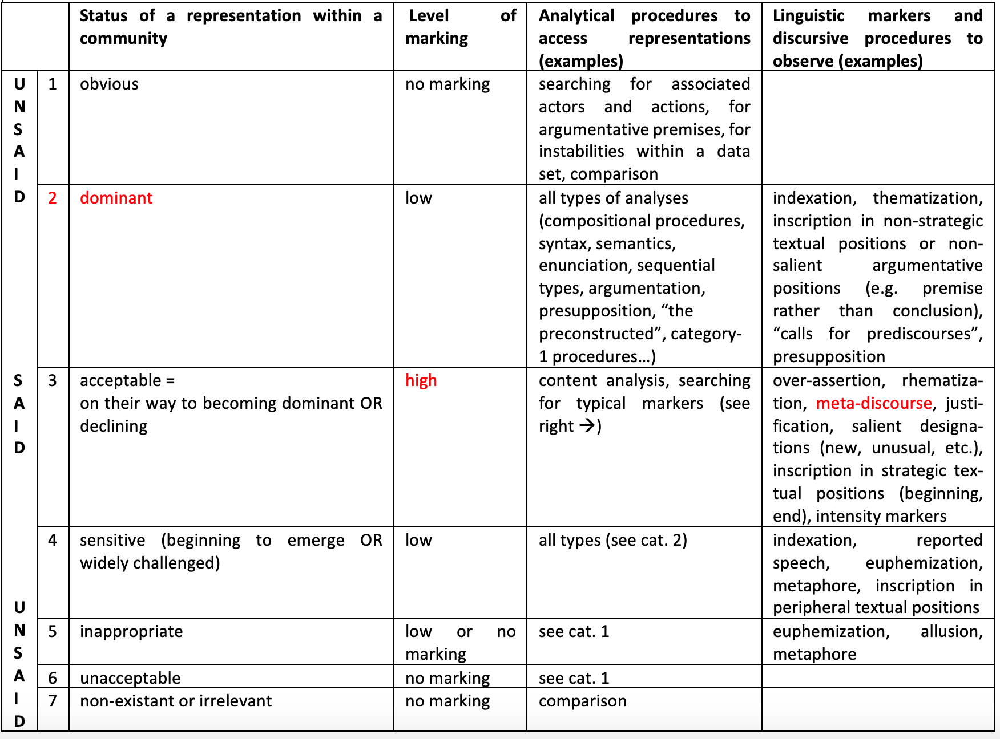 Status of a representation within a
community
Level of
marking
Analytical procedures to
access representations
(examples)
Linguistic markers and
discursive procedures to
observe (examples)
U
N
S
A
I
D
1
obvious
no marking
searching for associated
actors and actions, for
argumentative premises, for
instabilities within a data
set, comparison
2
dominant
low
all types of analyses
(compositional procedures,
syntax, semantics,
enunciation, sequential
types, argumentation,
presupposition, “the
preconstructed”, category-
1 procedures…)
indexation, thematization,
inscription in non-strategic
textual positions or non-
salient argumentative
positions (e.g. premise
rather than conclusion),
“calls for prediscourses”,
presupposition
S
A
I
D
3
acceptable =
on their way to becoming dominant OR
declining
high
content analysis, searching
for typical markers (see
right →)
over-assertion, rhematiza-
tion, meta-discourse, justi-
fication, salient designa-
tions (new, unusual, etc.),
inscription in strategic tex-
tual positions (beginning,
end), intensity markers
4
sensitive (beginning to emerge OR
widely challenged)
low
all types (see cat. 2)
indexation, reported
speech, euphemization,
metaphore, inscription in
peripheral textual positions
U
N
S
A
I
D
5
inappropriate
low or no
marking
see cat. 1
euphemization, allusion,
metaphore
6
unacceptable
no marking
see cat. 1
7
non-existant or irrelevant
no marking
comparison